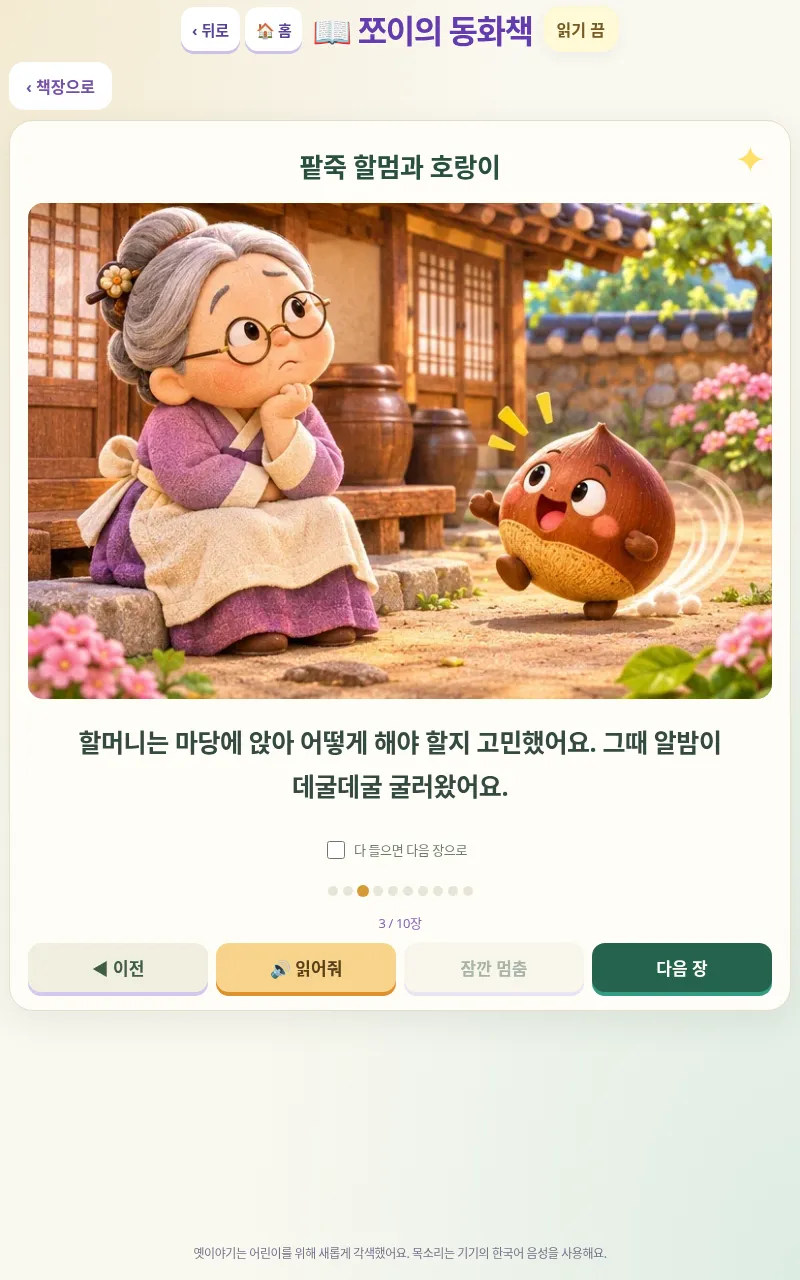 ‹ 뒤로
🏠 홈
📖 쪼이의 동화책
읽기 끝
‹ 책장으로
팥죽 할멈과 호랑이
할머니는 마당에 앉아 어떻게 해야 할지 고민했어요. 그때 알밤이
데굴데굴 굴러왔어요.
다 들으면 다음 장으로
3 / 10장
◀ 이전
🔊 읽어줘
잠깐 멈춤
다음 장
옛이야기는 어린이를 위해 새롭게 각색했어요. 목소리는 기기의 한국어 음성을 사용해요.